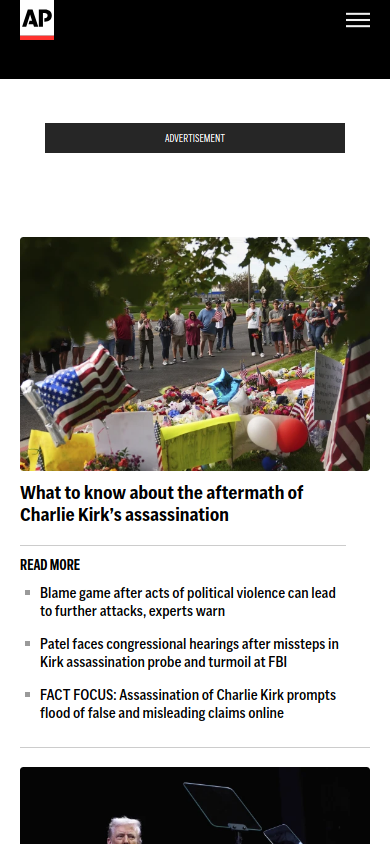 AP
ADVERTISEMENT
What to know about the aftermath of
Charlie Kirk's assassination
READ MORE
Blame game after acts of political violence can lead
to further attacks, experts warn
Patel faces congressional hearings after missteps in
Kirk assassination probe and turmoil at FBI
FACT FOCUS: Assassination of Charlie Kirk prompts
flood of false and misleading claims online